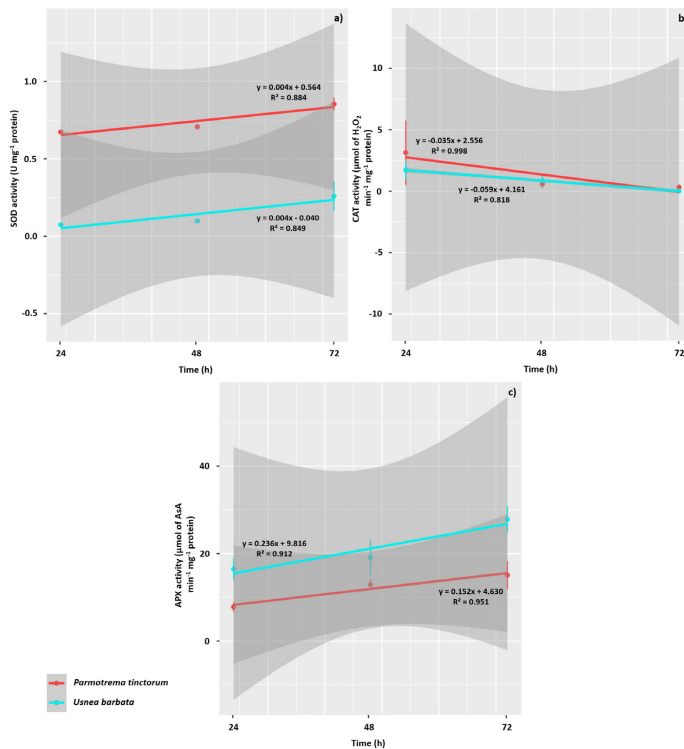 a)
SOD activity (U mg⁻¹ protein)
1.0
0.5
0.0
-0.5
y = 0.004x + 0.564
R² = 0.884
y = 0.004x - 0.040
R² = 0.849
24
48
72
Time (h)
b)
CAT activity (µmol of H₂O₂
min⁻¹ mg⁻¹ protein)
10
5
0
-5
-10
y = -0.035x + 2.556
R² = 0.998
y = -0.059x + 4.161
R² = 0.818
24
48
72
Time (h)
c)
APX activity (µmol of AsA
min⁻¹ mg⁻¹ protein)
40
20
0
y = 0.236x + 9.816
R² = 0.912
y = 0.152x + 4.630
R² = 0.951
24
48
72
Time (h)
Parmotrema tinctorum
Usnea barbata